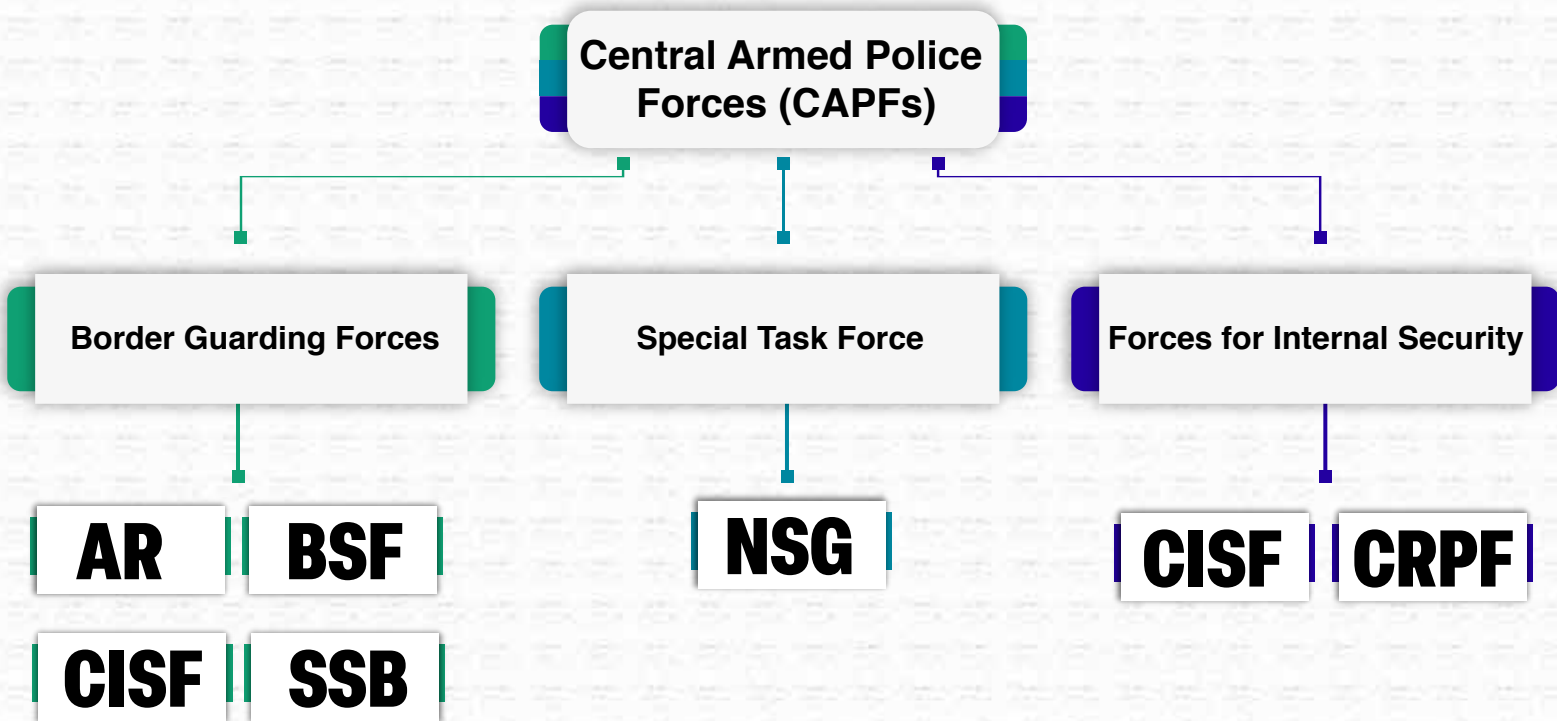 Central Armed Police
Forces (CAPFs)
Border Guarding Forces
Special Task Force
Forces for Internal Security
AR
BSF
CISF
SSB
NSG
CISF
CRPF